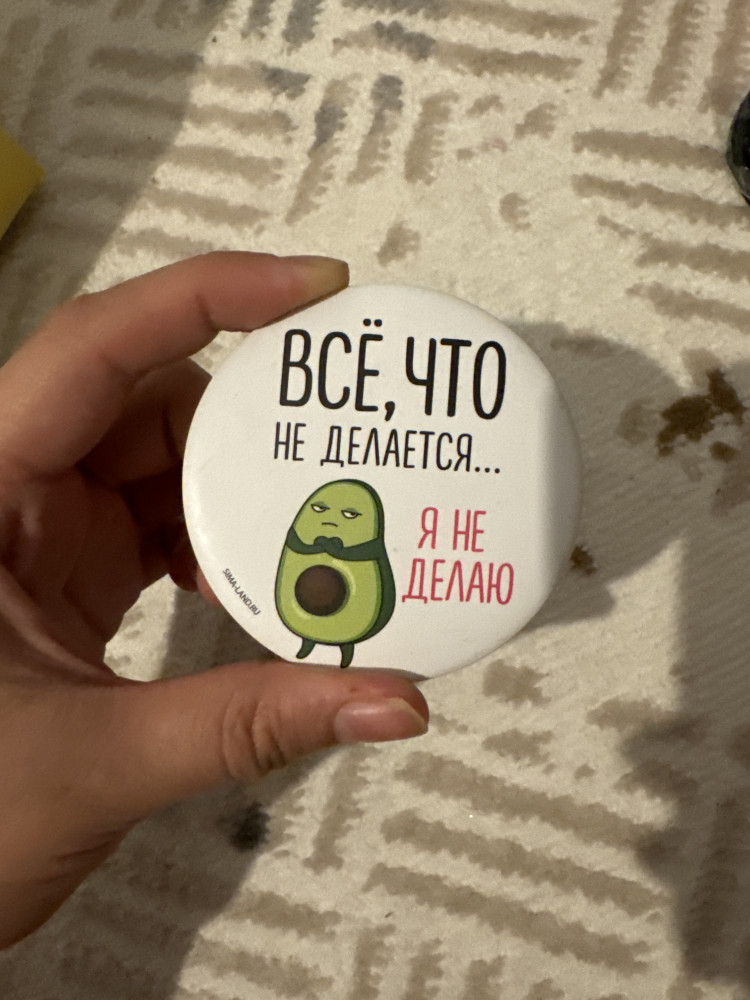 ВСЁ, ЧТО
НЕ ДЕЛАЕТСЯ...
Я НЕ
ДЕЛАЮ
SIMA-LAND.RU